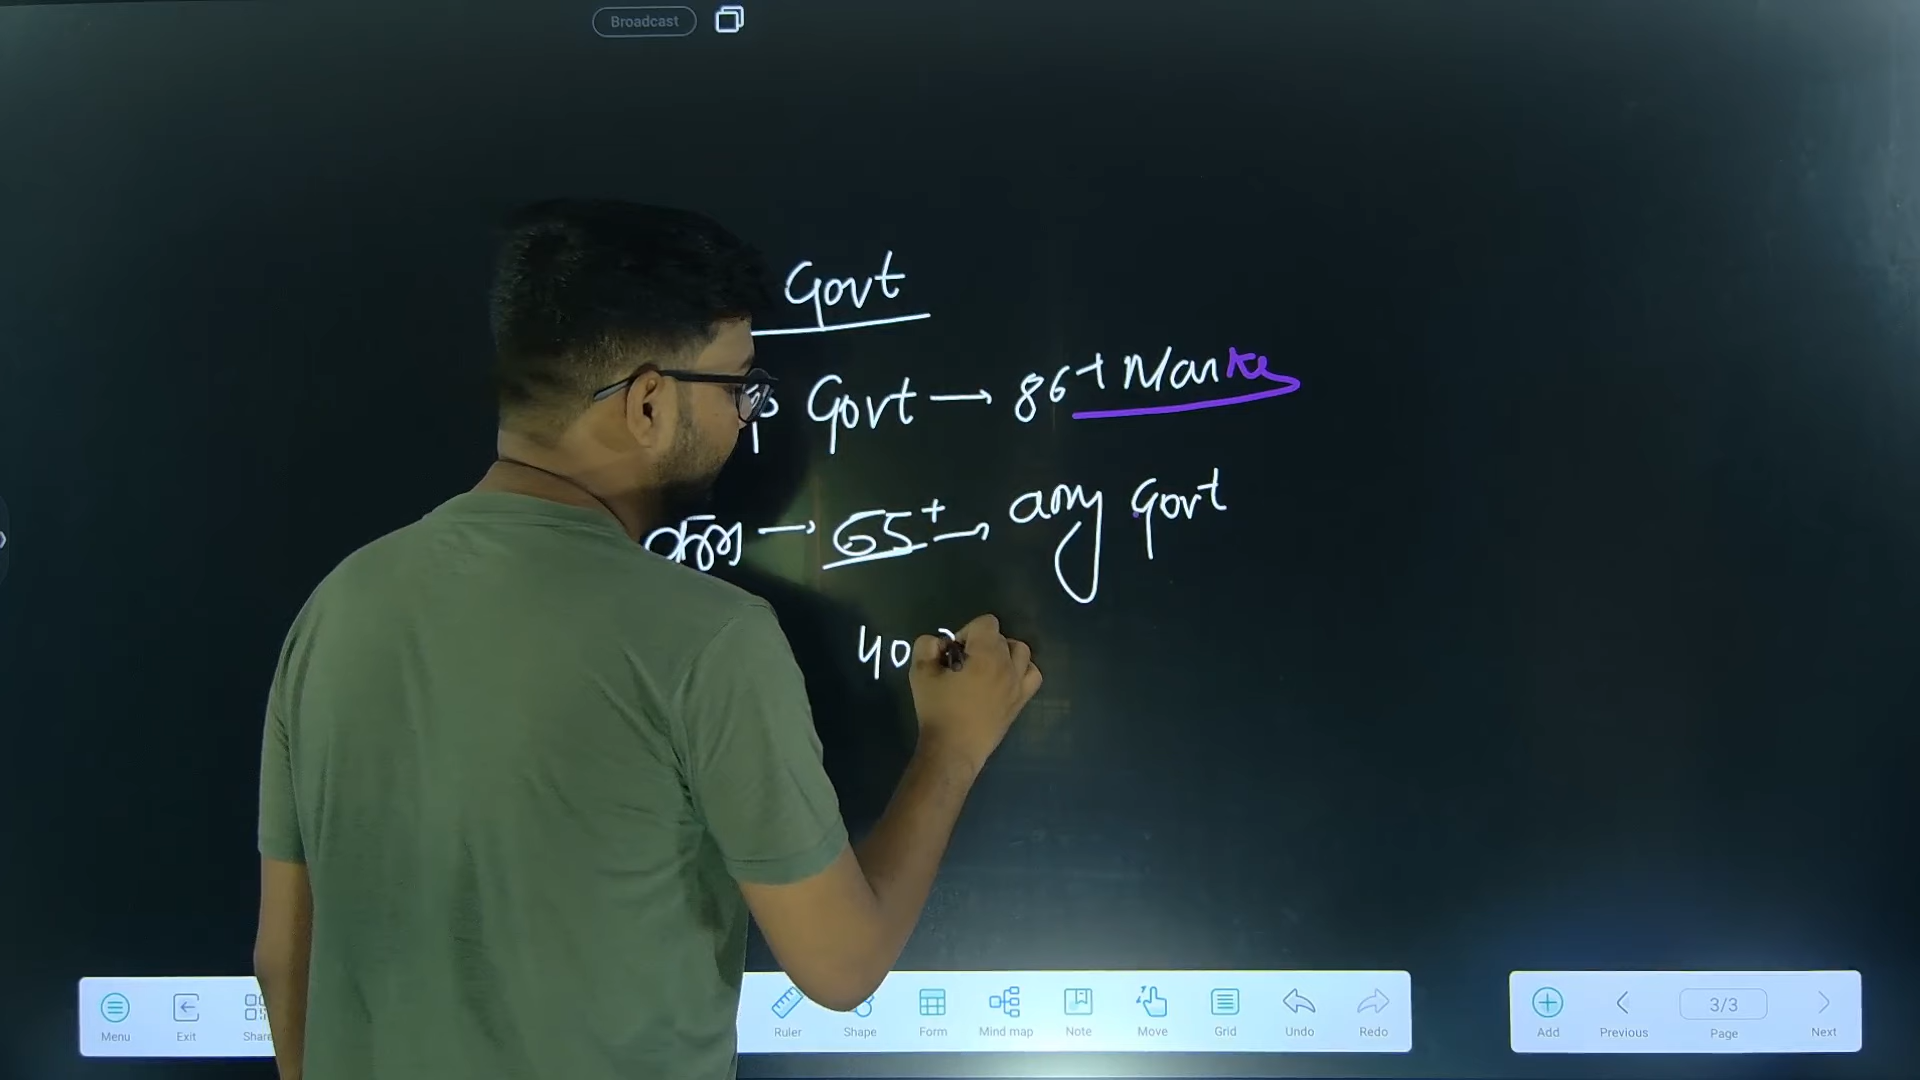 Broadcast
Govt
Govt → 86+ Marks
→ 65+ → any govt
40
Menu Exit Share Ruler Shape Form Mind map Note Move Grid Undo Redo Add Previous 3/3 Page Next